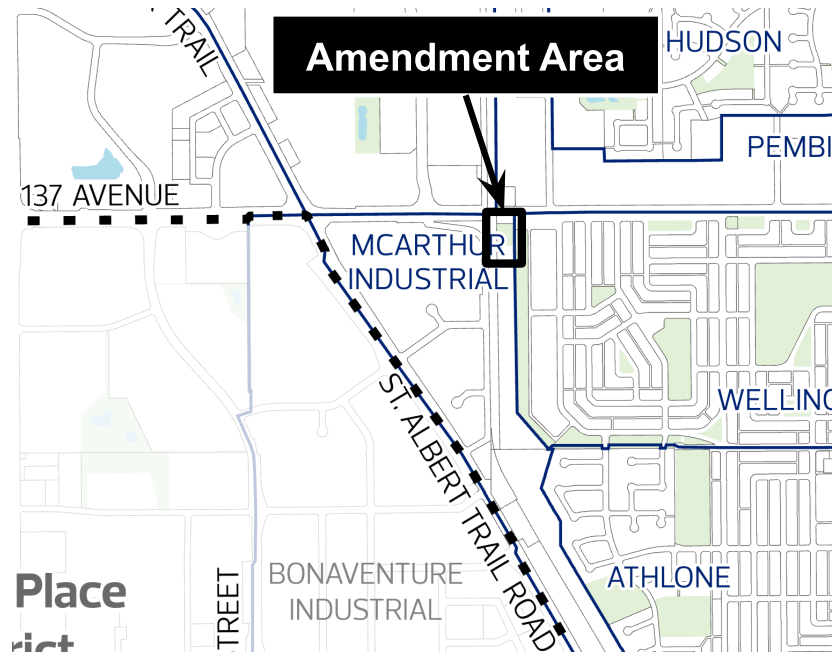 TRAIL
Amendment Area
HUDSON
PEMBI
137 AVENUE
MCARTHUR
INDUSTRIAL
ST. ALBERT TRAIL ROAD
WELLING
BONAVENTURE
INDUSTRIAL
ATHLONE
TREET
Place
rict